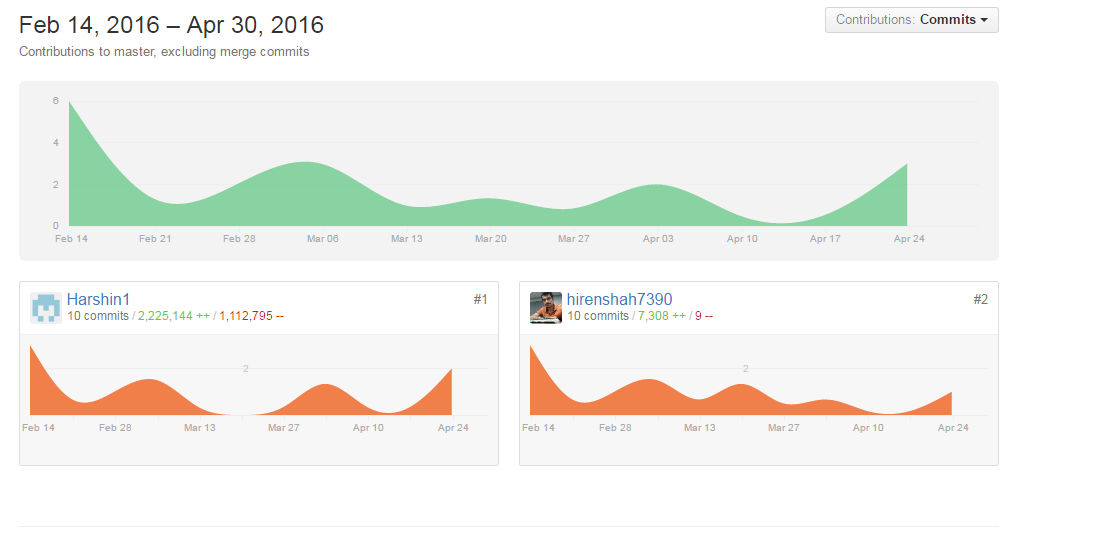 Feb 14, 2016 – Apr 30, 2016
Contributions: Commits
Contributions to master, excluding merge commits
6
4
2
0
Feb 14 Feb 21 Feb 28 Mar 06 Mar 13 Mar 20 Mar 27 Apr 03 Apr 10 Apr 17 Apr 24
Harshin1 #1
10 commits / 2,225,144 ++ / 1,112,795 --
2
Feb 14 Feb 28 Mar 13 Mar 27 Apr 10 Apr 24
hirenshah7390 #2
10 commits / 7,308 ++ / 9 --
2
Feb 14 Feb 28 Mar 13 Mar 27 Apr 10 Apr 24